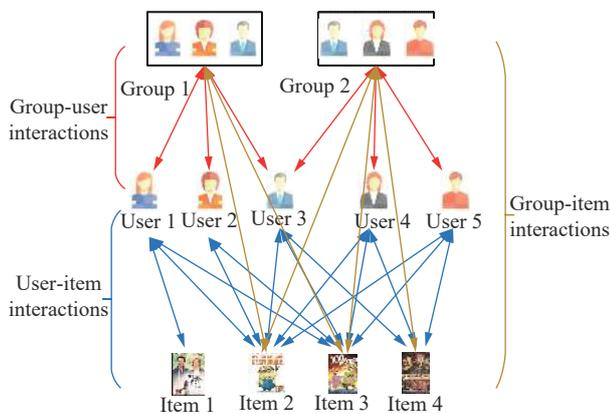 Group 1
Group 2
Group-user
interactions
User 1
User 2
User 3
User 4
User 5
Group-item
interactions
User-item
interactions
Item 1
Item 2
Item 3
Item 4